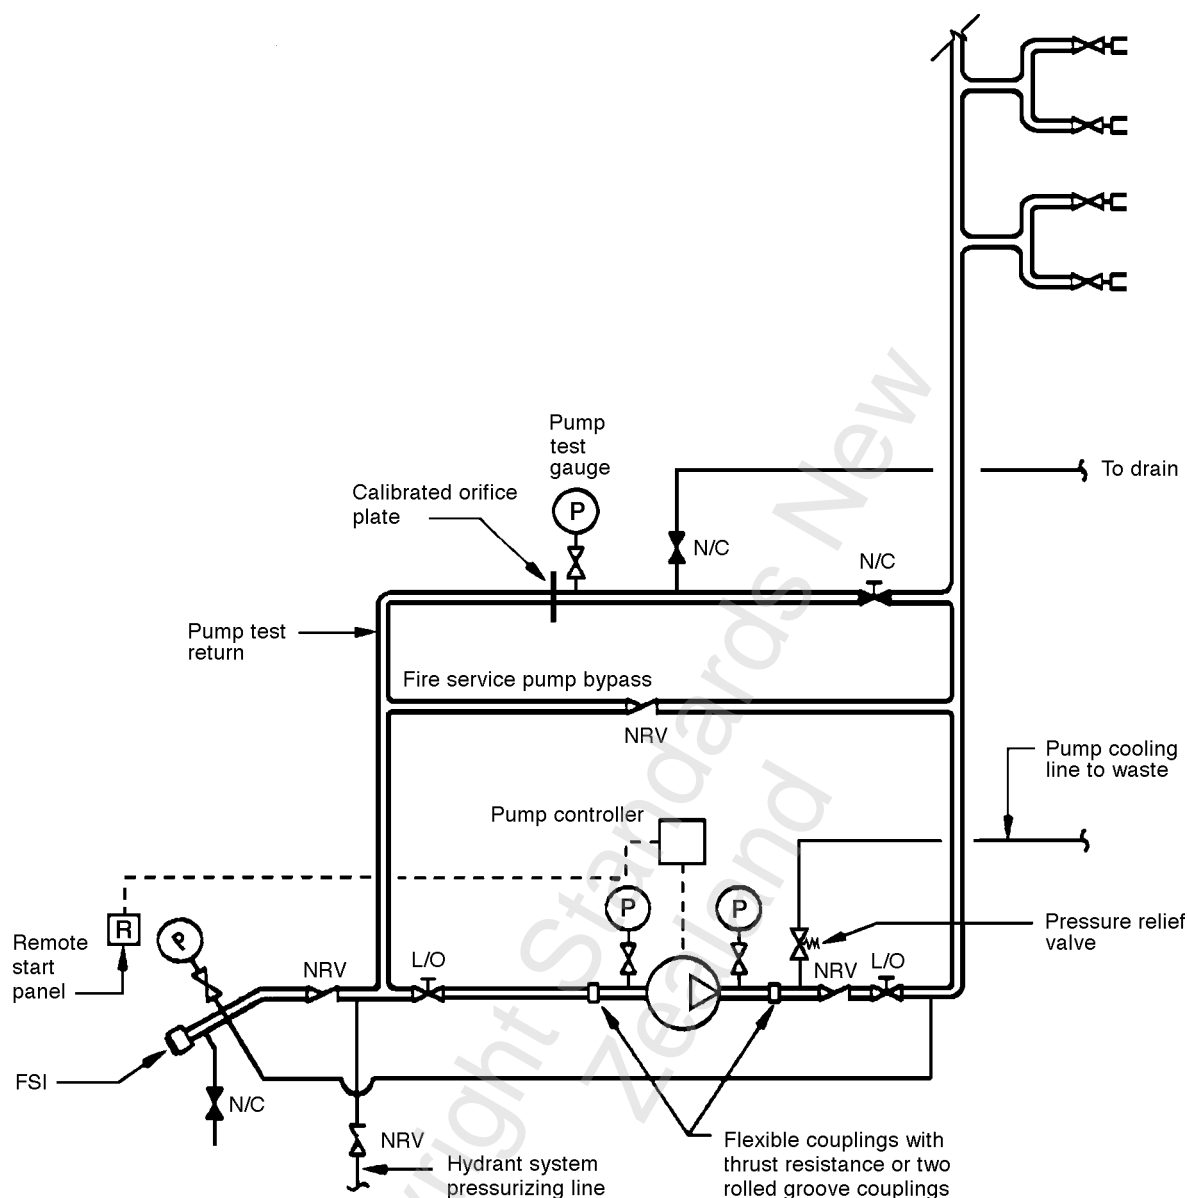 Pump
test
gauge
P
To drain
Calibrated orifice
plate
N/C
N/C
Pump test
return
Fire service pump bypass
NRV
Pump cooling
line to waste
Pump controller
P
P
P
R
Remote
start
panel
Pressure relief
valve
NRV
L/O
NRV
L/O
FSI
N/C
NRV
Hydrant system
pressurizing line
Flexible couplings with
thrust resistance or two
rolled groove couplings
right Standards New
Zealand